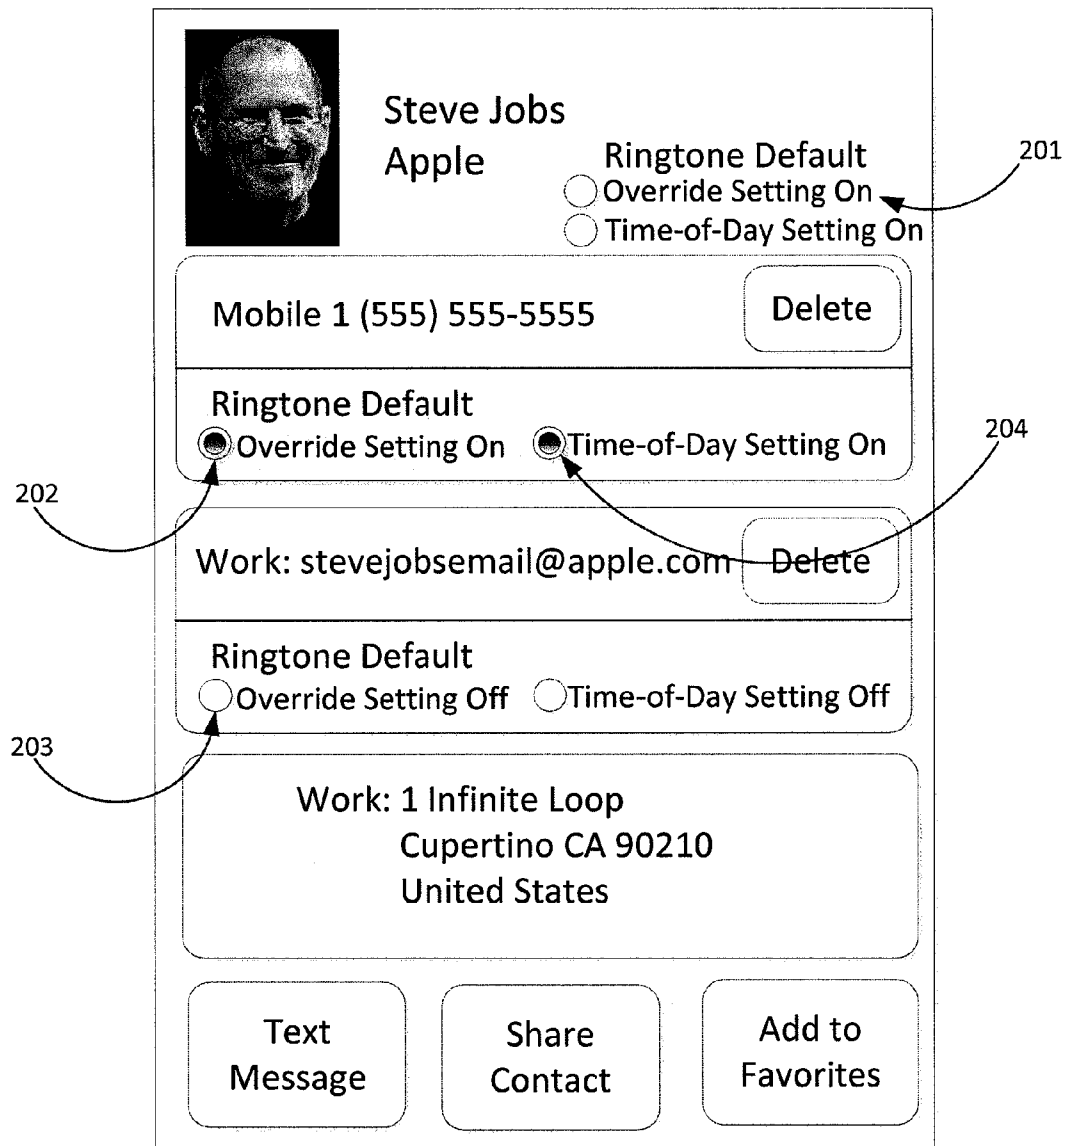 Steve Jobs
Apple
Ringtone Default
Override Setting On
Time-of-Day Setting On
201
Mobile 1 (555) 555-5555
Delete
Ringtone Default
Override Setting On
Time-of-Day Setting On
204
202
Work: stevejobsemail@apple.com
Delete
Ringtone Default
Override Setting Off
Time-of-Day Setting Off
203
Work: 1 Infinite Loop
Cupertino CA 90210
United States
Text
Message
Share
Contact
Add to
Favorites